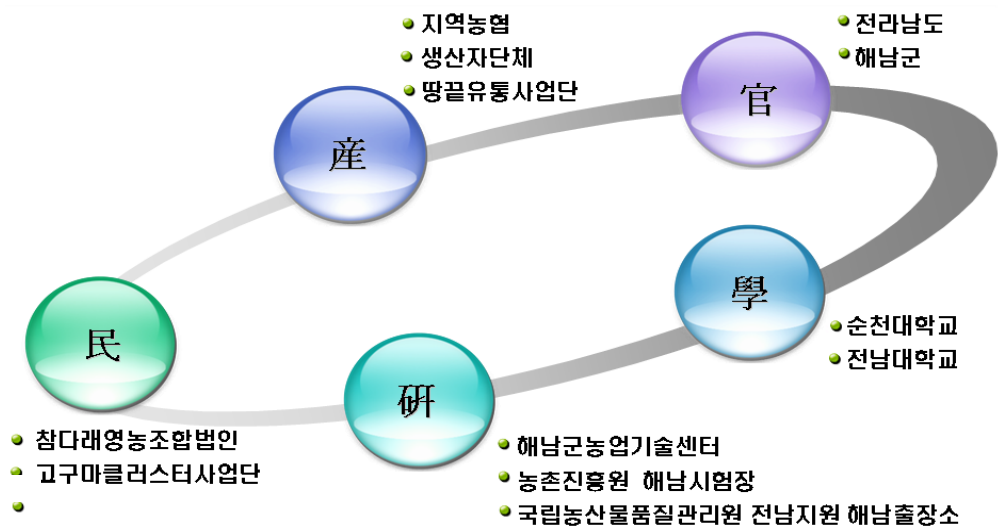 産
지역농협
생산자단체
땅끝유통사업단
官
전라남도
해남군
學
순천대학교
전남대학교
研
해남군농업기술센터
농촌진흥원 해남시험장
국립농산물품질관리원 전남지원 해남출장소
民
참다래영농조합법인
고구마클러스터사업단